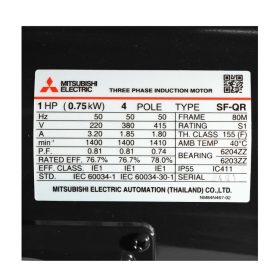 MITSUBISHI
ELECTRIC
THREE PHASE INDUCTION MOTOR
1 HP (0.75kW) 4 POLE TYPE SF-QR
Hz 50 50 50 FRAME 80M
V 220 380 415 RATING S1
A 3.20 1.85 1.80 TH. CLASS 155 (F)
min-1 1400 1400 1410 AMB TEMP 40°C
P.F. 0.81 0.81 0.74 BEARING 6204ZZ
RATED EFF. 76.7% 76.7% 78.0% 6203ZZ
EFF. CLASS IE1 IE1 IE1 IP55 IC411
STD. IEC 60034-1 IEC 60034-30-1 SERIAL
MITSUBISHI ELECTRIC AUTOMATION (THAILAND) CO.,LTD.